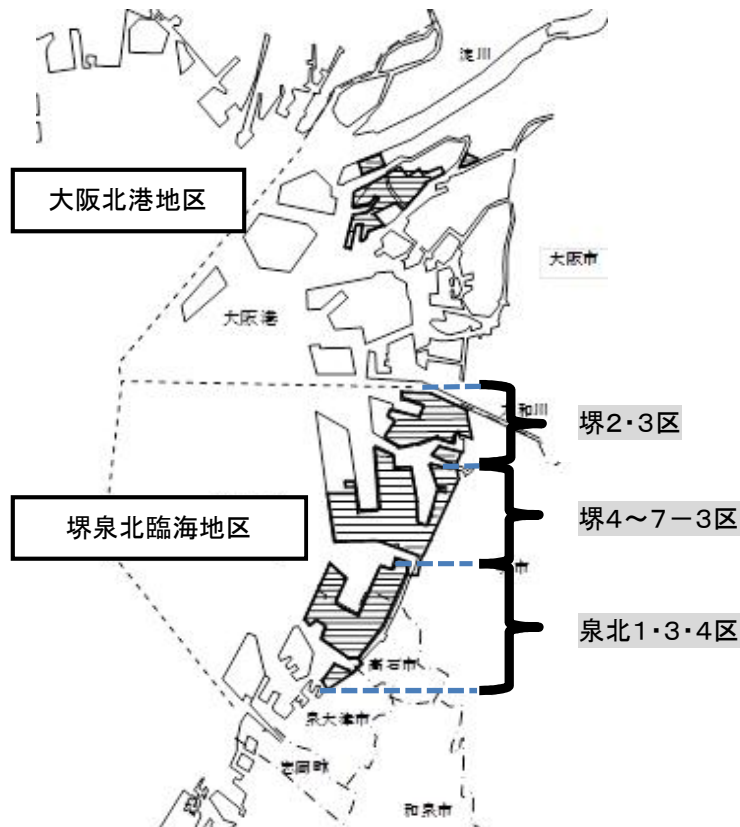 淀川
大阪北港地区
大阪市
大阪港
和川
堺2・3区
堺4～7－3区
堺泉北臨海地区
市
泉北1・3・4区
高石市
泉大津市
忠岡町
和泉市